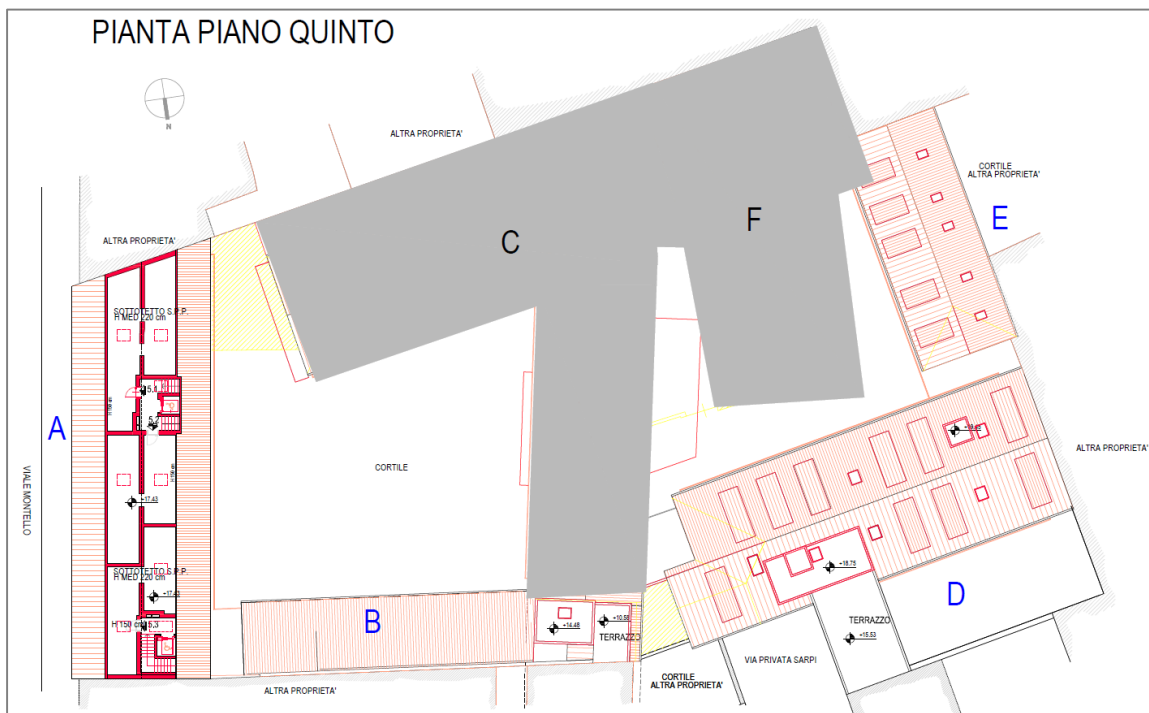 PIANTA PIANO QUINTO
N
ALTRA PROPRIETA'
CORTILE
ALTRA PROPRIETA'
E
F
C
ALTRA PROPRIETA'
SOTTOTETTO S.P.P.
H MED 220 cm
A
VIALE MONTELLO
CORTILE
+17.43
ALTRA PROPRIETA'
+18.75
SOTTOTETTO S.P.P.
H MED 220 cm
+17.43
B
D
H 150 cm
+14.48
+10.58
TERRAZZO
TERRAZZO
+15.53
VIA PRIVATA SARPI
CORTILE
ALTRA PROPRIETA'
ALTRA PROPRIETA'